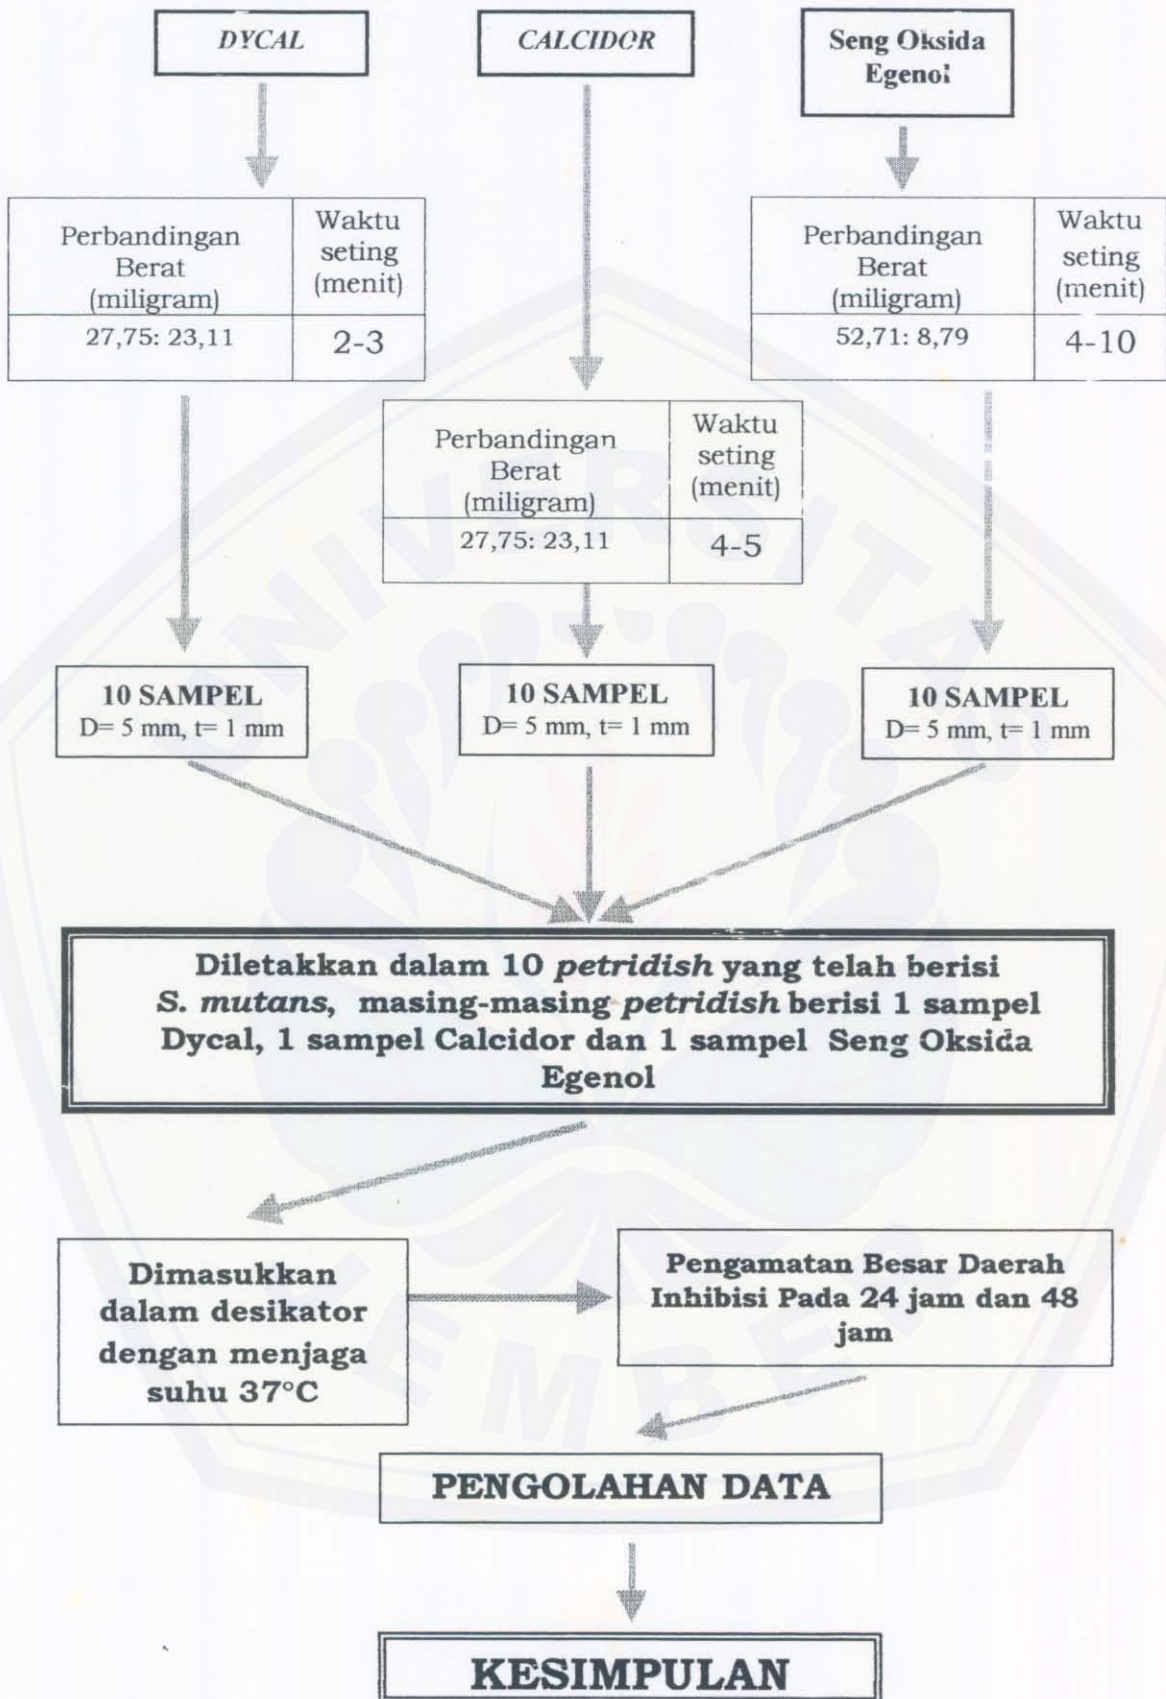 DYCAL
CALCIDOR
Seng Oksida
Egenol
Perbandingan
Berat
(miligram)
Waktu
seting
(menit)
27,75: 23,11
2-3
Perbandingan
Berat
(miligram)
Waktu
seting
(menit)
52,71: 8,79
4-10
Perbandingan
Berat
(miligram)
Waktu
seting
(menit)
27,75: 23,11
4-5
10 SAMPEL
D= 5 mm, t= 1 mm
10 SAMPEL
D= 5 mm, t= 1 mm
10 SAMPEL
D= 5 mm, t= 1 mm
Diletakkan dalam 10 petridish yang telah berisi
S. mutans, masing-masing petridish berisi 1 sampel
Dycal, 1 sampel Calcidor dan 1 sampel Seng Oksida
Egenol
Dimasukkan
dalam desikator
dengan menjaga
suhu 37°C
Pengamatan Besar Daerah
Inhibisi Pada 24 jam dan 48
jam
PENGOLAHAN DATA
KESIMPULAN
UNIVERSITAS
JEMBER